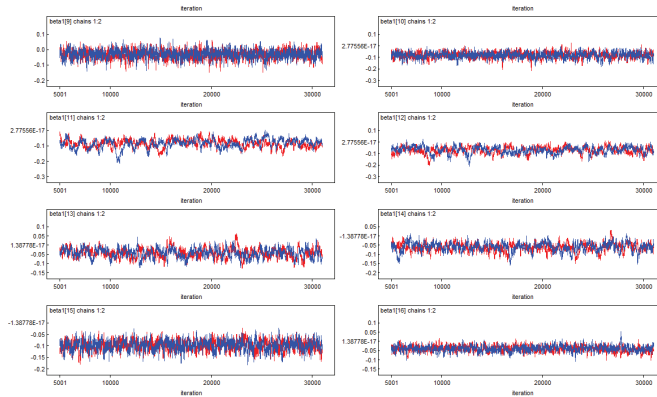 iteration
iteration
beta1[9] chains 1:2
0.1
0.0
-0.1
-0.2
5001
10000
20000
30000
iteration
beta1[10] chains 1:2
0.1
2.77556E-17
-0.1
-0.2
-0.3
5001
10000
20000
30000
iteration
beta1[11] chains 1:2
2.77556E-17
-0.1
-0.2
-0.3
5001
10000
20000
30000
iteration
beta1[12] chains 1:2
0.1
2.77556E-17
-0.1
-0.2
-0.3
5001
10000
20000
30000
iteration
beta1[13] chains 1:2
0.1
0.05
1.38778E-17
-0.05
-0.1
-0.15
5001
10000
20000
30000
iteration
beta1[14] chains 1:2
0.05
-1.38778E-17
-0.05
-0.1
-0.15
-0.2
5001
10000
20000
30000
iteration
beta1[15] chains 1:2
-1.38778E-17
-0.05
-0.1
-0.15
-0.2
5001
10000
20000
30000
iteration
beta1[16] chains 1:2
0.1
0.05
1.38778E-17
-0.05
-0.1
-0.15
5001
10000
20000
30000
iteration